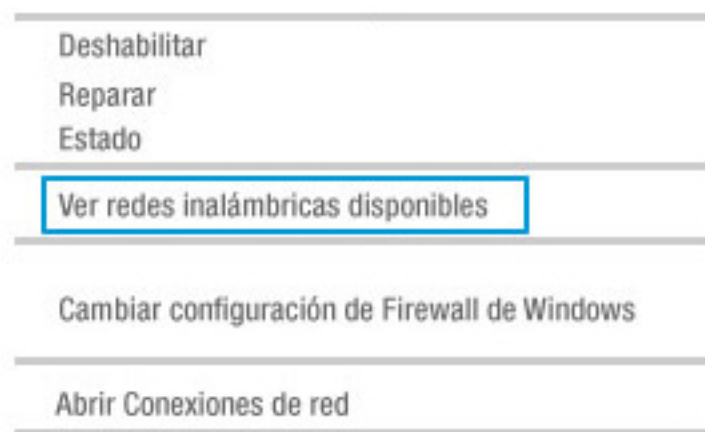 Deshabilitar
Reparar
Estado
Ver redes inalámbricas disponibles
Cambiar configuración de Firewall de Windows
Abrir Conexiones de red